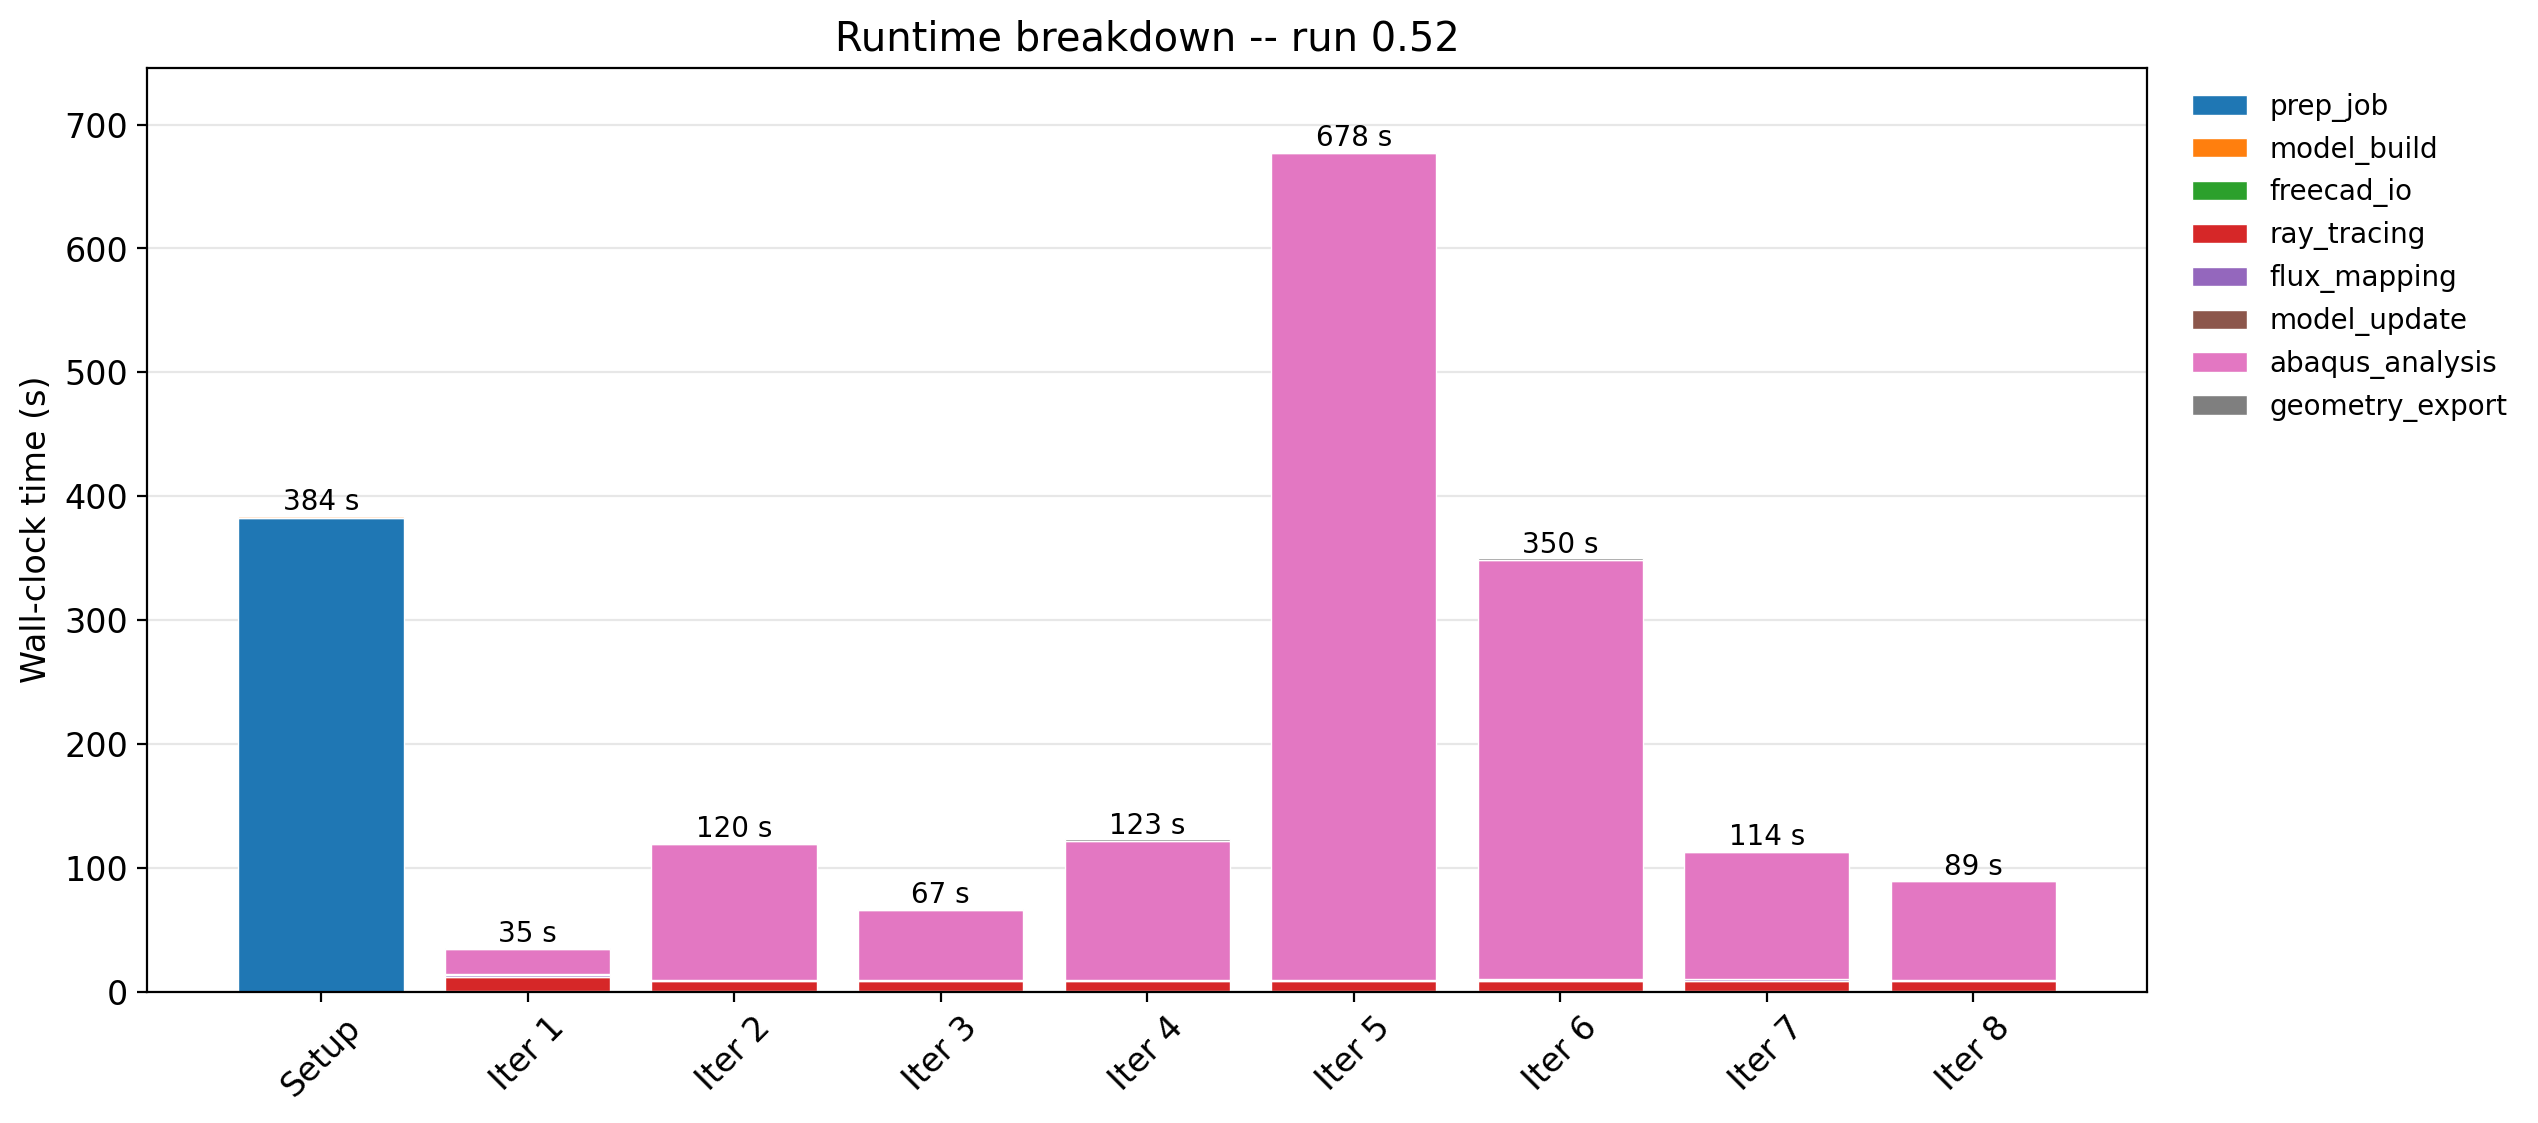 Runtime breakdown -- run 0.52
Wall-clock time (s)
700
600
500
400
300
200
100
0
384 s
35 s
120 s
67 s
123 s
678 s
350 s
114 s
89 s
Setup
Iter 1
Iter 2
Iter 3
Iter 4
Iter 5
Iter 6
Iter 7
Iter 8
prep_job
model_build
freecad_io
ray_tracing
flux_mapping
model_update
abaqus_analysis
geometry_export